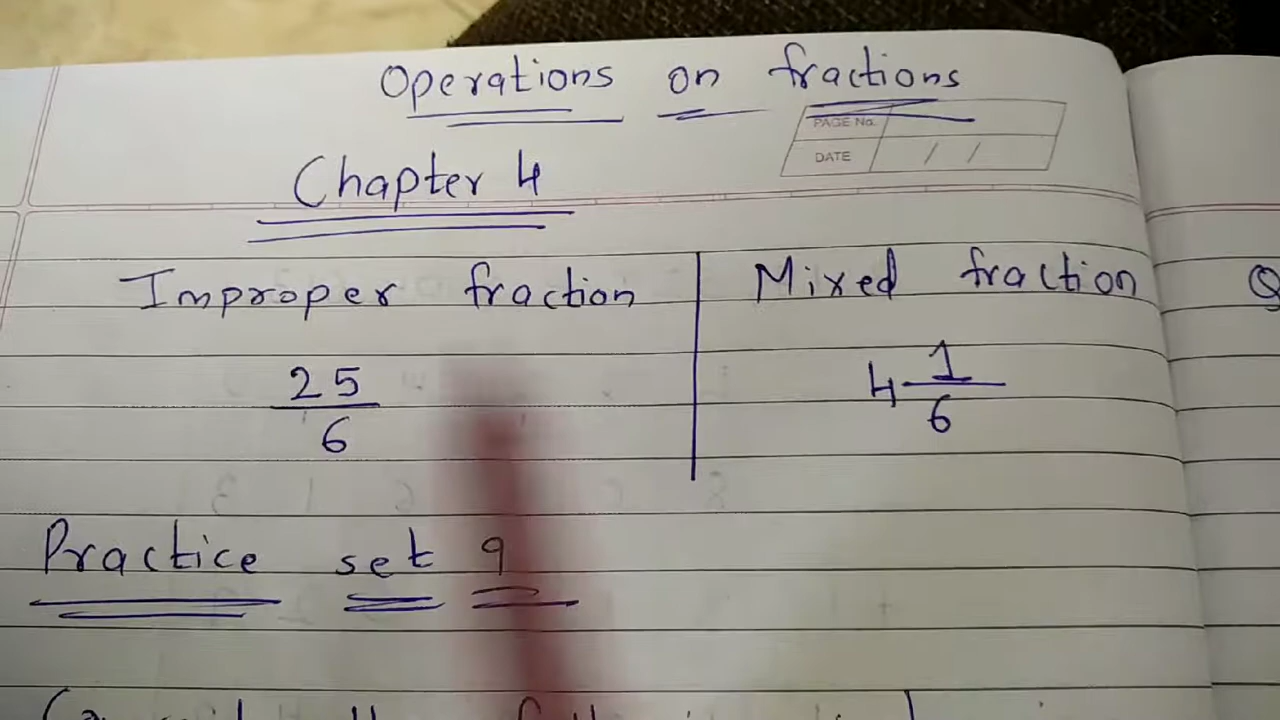 Operations on fractions
PAGE No.
DATE / /
Chapter 4
Improper fraction Mixed fraction Q
25/6 4 1/6
Practice set 9